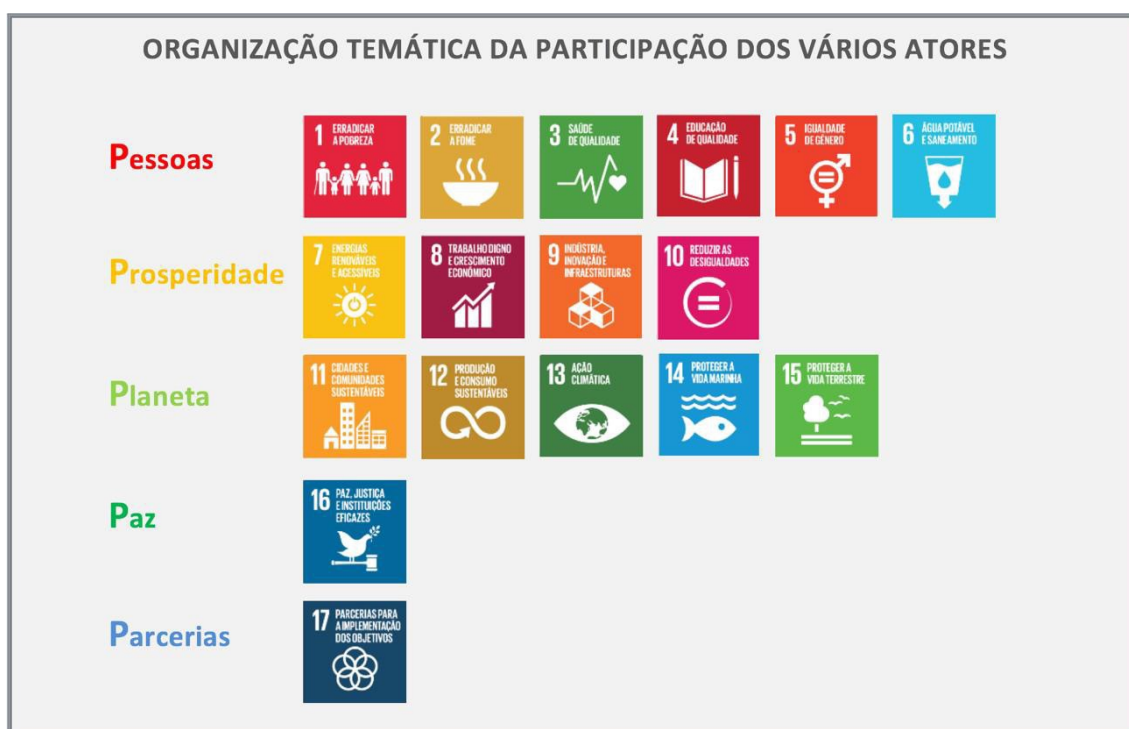 ORGANIZAÇÃO TEMÁTICA DA PARTICIPAÇÃO DOS VÁRIOS ATORES
Pessoas
1 ERRADICAR
A POBREZA
2 ERRADICAR
A FOME
3 SAÚDE
DE QUALIDADE
4 EDUCAÇÃO
DE QUALIDADE
5 IGUALDADE
DE GÉNERO
6 ÁGUA POTÁVEL
E SANEAMENTO
Prosperidade
7 ENERGIAS
RENOVÁVEIS
E ACESSÍVEIS
8 TRABALHO DIGNO
E CRESCIMENTO
ECONÓMICO
9 INDÚSTRIA,
INOVAÇÃO E
INFRAESTRUTURAS
10 REDUZIR AS
DESIGUALDADES
Planeta
11 CIDADES E
COMUNIDADES
SUSTENTÁVEIS
12 PRODUÇÃO
E CONSUMO
SUSTENTÁVEIS
13 AÇÃO
CLIMÁTICA
14 PROTEGER A
VIDA MARINHA
15 PROTEGER A
VIDA TERRESTRE
Paz
16 PAZ, JUSTIÇA
E INSTITUIÇÕES
EFICAZES
Parcerias
17 PARCERIAS PARA
A IMPLEMENTAÇÃO
DOS OBJETIVOS